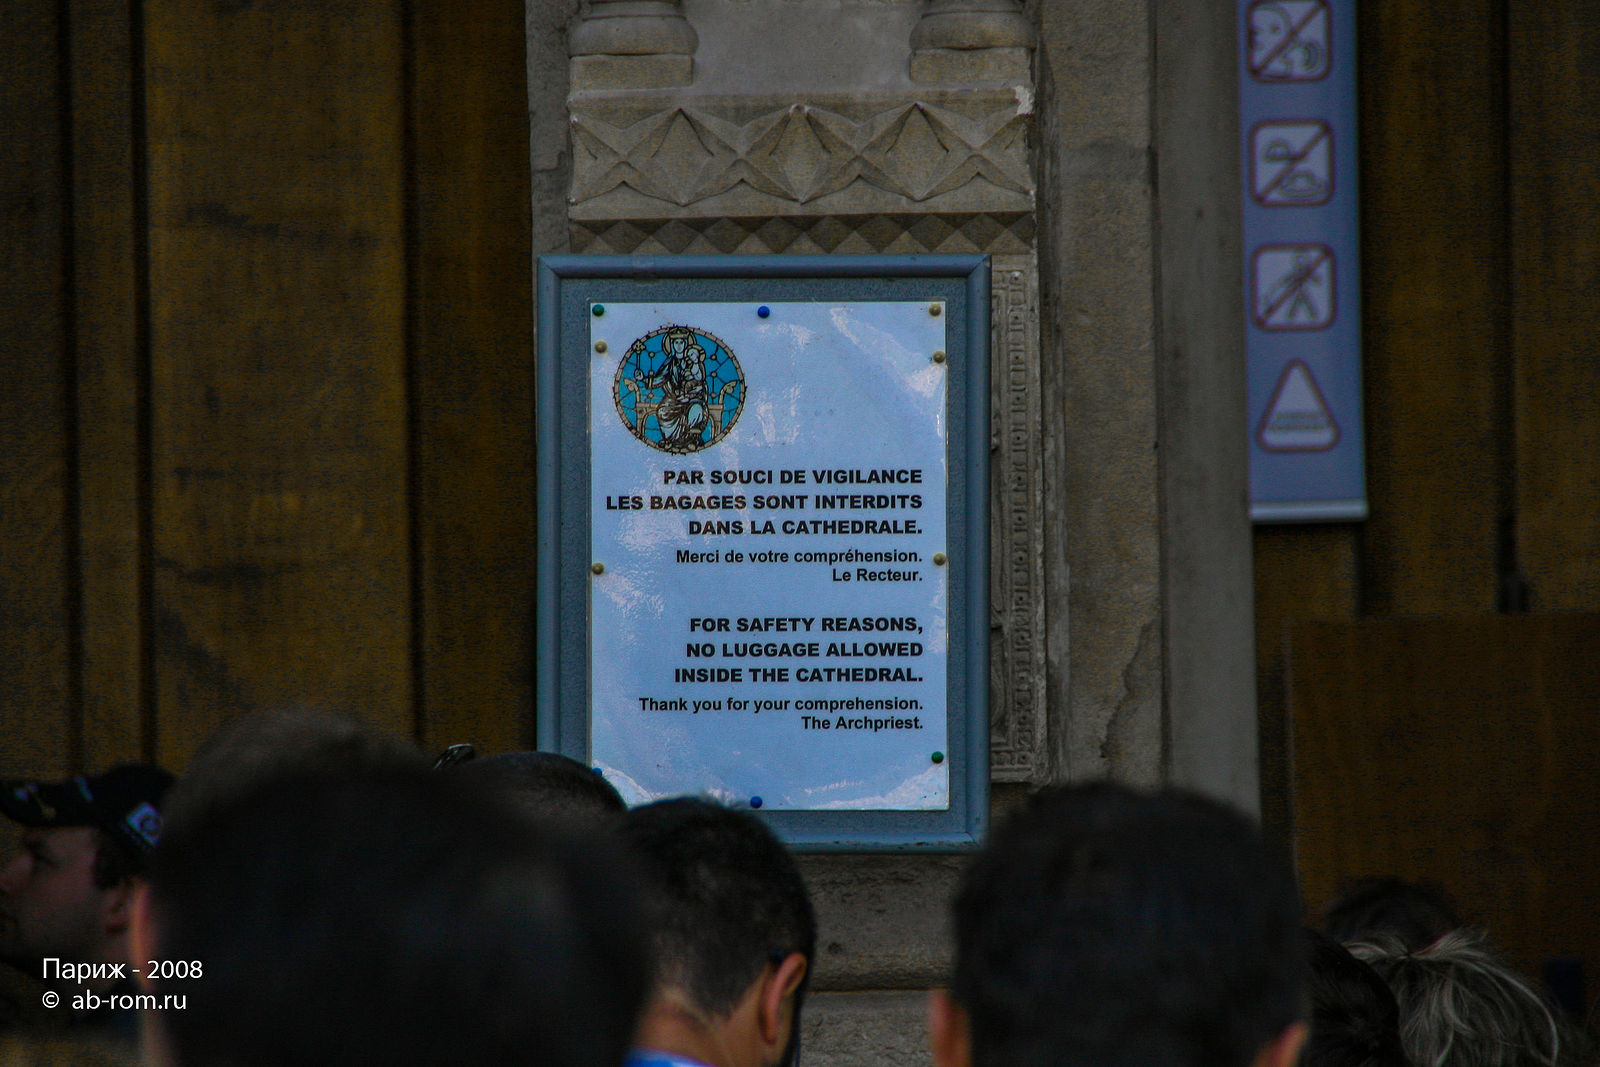 PAR SOUCI DE VIGILANCE
LES BAGAGES SONT INTERDITS
DANS LA CATHEDRALE.
Merci de votre compréhension.
Le Recteur.
FOR SAFETY REASONS,
NO LUGGAGE ALLOWED
INSIDE THE CATHEDRAL.
Thank you for your comprehension.
The Archpriest.
Париж - 2008
© ab-rom.ru